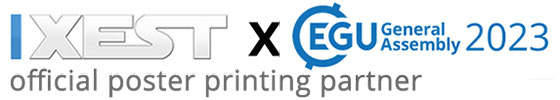 XEST X EGU General Assembly 2023
official poster printing partner